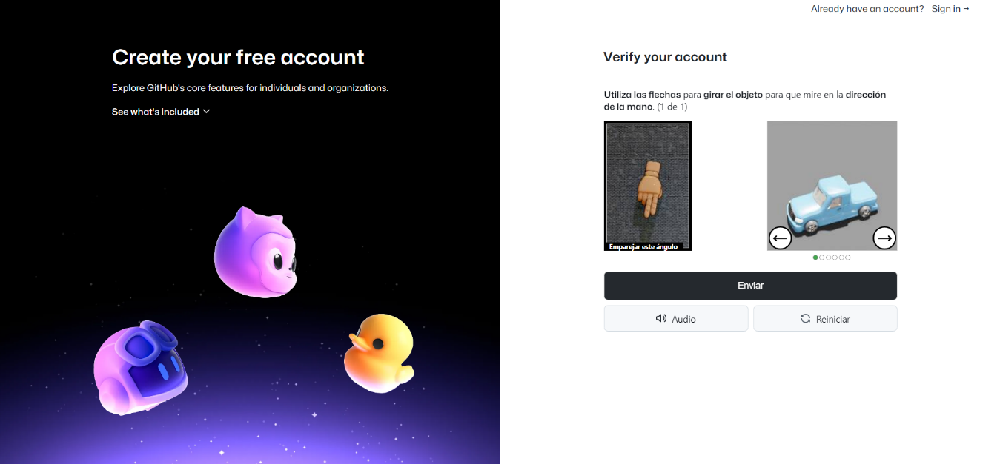 Already have an account? Sign in →
Create your free account
Explore GitHub's core features for individuals and organizations.
See what's included
Verify your account
Utiliza las flechas para girar el objeto para que mire en la dirección
de la mano. (1 de 1)
Emparejar este ángulo
Enviar
Audio
Reiniciar